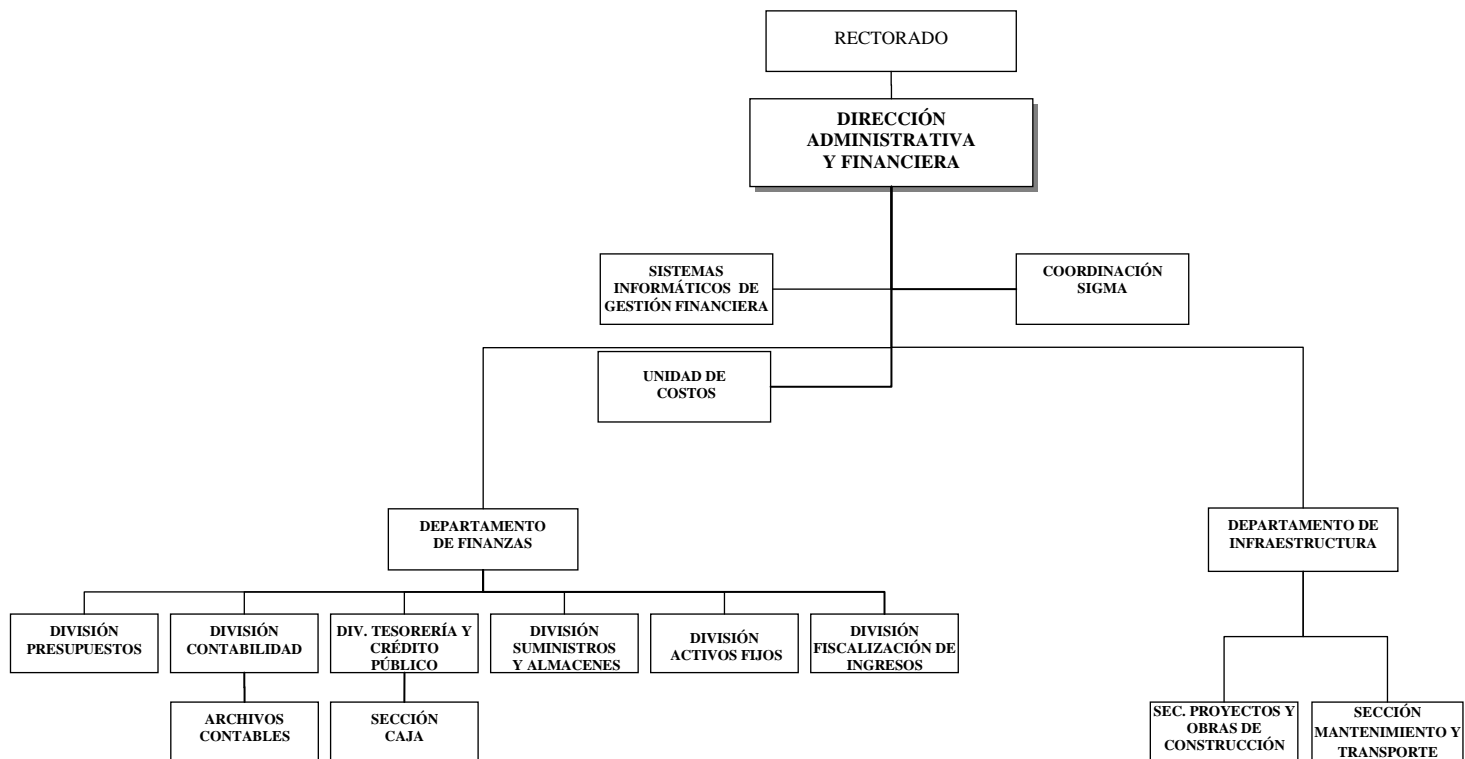 RECTORADO
DIRECCIÓN
ADMINISTRATIVA
Y FINANCIERA
SISTEMAS
INFORMÁTICOS DE
GESTIÓN FINANCIERA
COORDINACIÓN
SIGMA
UNIDAD DE
COSTOS
DEPARTAMENTO
DE FINANZAS
DEPARTAMENTO DE
INFRAESTRUCTURA
DIVISIÓN
PRESUPUESTOS
DIVISIÓN
CONTABILIDAD
DIV. TESORERÍA Y
CRÉDITO
PÚBLICO
DIVISIÓN
SUMINISTROS
Y ALMACENES
DIVISIÓN
ACTIVOS FIJOS
DIVISIÓN
FISCALIZACIÓN DE
INGRESOS
ARCHIVOS
CONTABLES
SECCIÓN
CAJA
SEC. PROYECTOS Y
OBRAS DE
CONSTRUCCIÓN
SECCIÓN
MANTENIMIENTO Y
TRANSPORTE